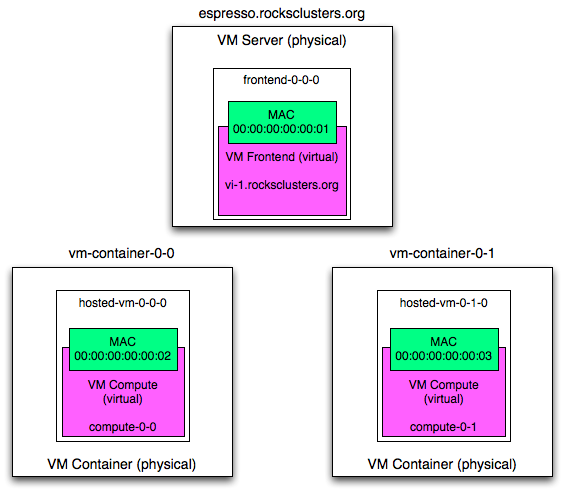 espresso.rocksclusters.org
VM Server (physical)
frontend-0-0-0
MAC
00:00:00:00:00:01
VM Frontend (virtual)
vi-1.rocksclusters.org
vm-container-0-0
hosted-vm-0-0-0
MAC
00:00:00:00:00:02
VM Compute
(virtual)
compute-0-0
VM Container (physical)
vm-container-0-1
hosted-vm-0-1-0
MAC
00:00:00:00:00:03
VM Compute
(virtual)
compute-0-1
VM Container (physical)